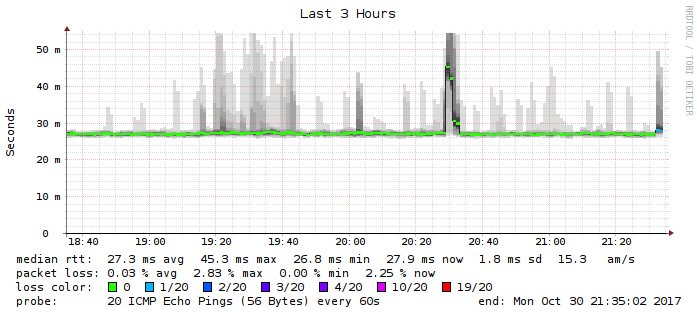 Last 3 Hours
RRDTOOL / TOBI OETIKER
Seconds
50 m
40 m
30 m
20 m
10 m
0
18:40 19:00 19:20 19:40 20:00 20:20 20:40 21:00 21:20
median rtt: 27.3 ms avg 45.3 ms max 26.8 ms min 27.9 ms now 1.8 ms sd 15.3 am/s
packet loss: 0.03 % avg 2.83 % max 0.00 % min 2.25 % now
loss color: 0 1/20 2/20 3/20 4/20 10/20 19/20
probe: 20 ICMP Echo Pings (56 Bytes) every 60s end: Mon Oct 30 21:35:02 2017